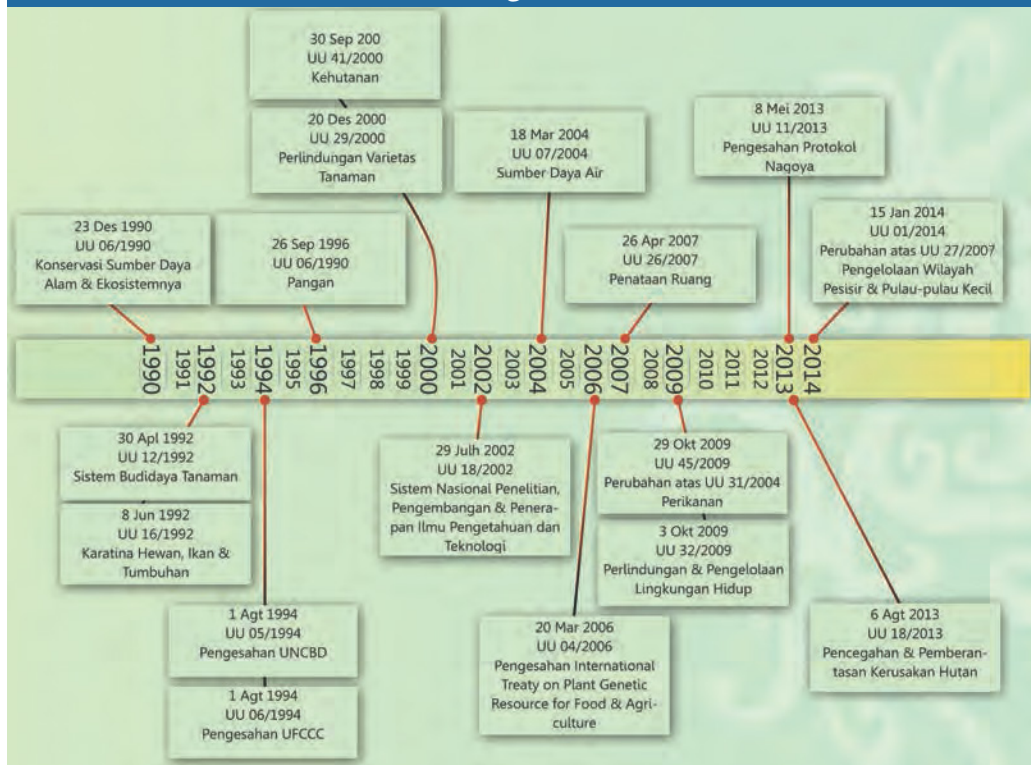 30 Sep 200
UU 41/2000
Kehutanan
20 Des 2000
UU 29/2000
Perlindungan Varietas
Tanaman
18 Mar 2004
UU 07/2004
Sumber Daya Air
8 Mei 2013
UU 11/2013
Pengesahan Protokol
Nagoya
23 Des 1990
UU 06/1990
Konservasi Sumber Daya
Alam & Ekosistemnya
26 Sep 1996
UU 06/1990
Pangan
26 Apr 2007
UU 26/2007
Penataan Ruang
15 Jan 2014
UU 01/2014
Perubahan atas UU 27/2007
Pengelolaan Wilayah
Pesisir & Pulau-pulau Kecil
1990
1991
1992
1993
1994
1995
1996
1997
1998
1999
2000
2001
2002
2003
2004
2005
2006
2007
2008
2009
2010
2011
2012
2013
2014
30 Apl 1992
UU 12/1992
Sistem Budidaya Tanaman
8 Jun 1992
UU 16/1992
Karatina Hewan, Ikan &
Tumbuhan
1 Agt 1994
UU 05/1994
Pengesahan UNCBD
1 Agt 1994
UU 06/1994
Pengesahan UFCCC
29 Julh 2002
UU 18/2002
Sistem Nasional Penelitian,
Pengembangan & Penera-
pan Ilmu Pengetahuan dan
Teknologi
20 Mar 2006
UU 04/2006
Pengesahan International
Treaty on Plant Genetic
Resource for Food & Agri-
culture
29 Okt 2009
UU 45/2009
Perubahan atas UU 31/2004
Perikanan
3 Okt 2009
UU 32/2009
Perlindungan & Pengelolaan
Lingkungan Hidup
6 Agt 2013
UU 18/2013
Pencegahan & Pemberan-
tasan Kerusakan Hutan